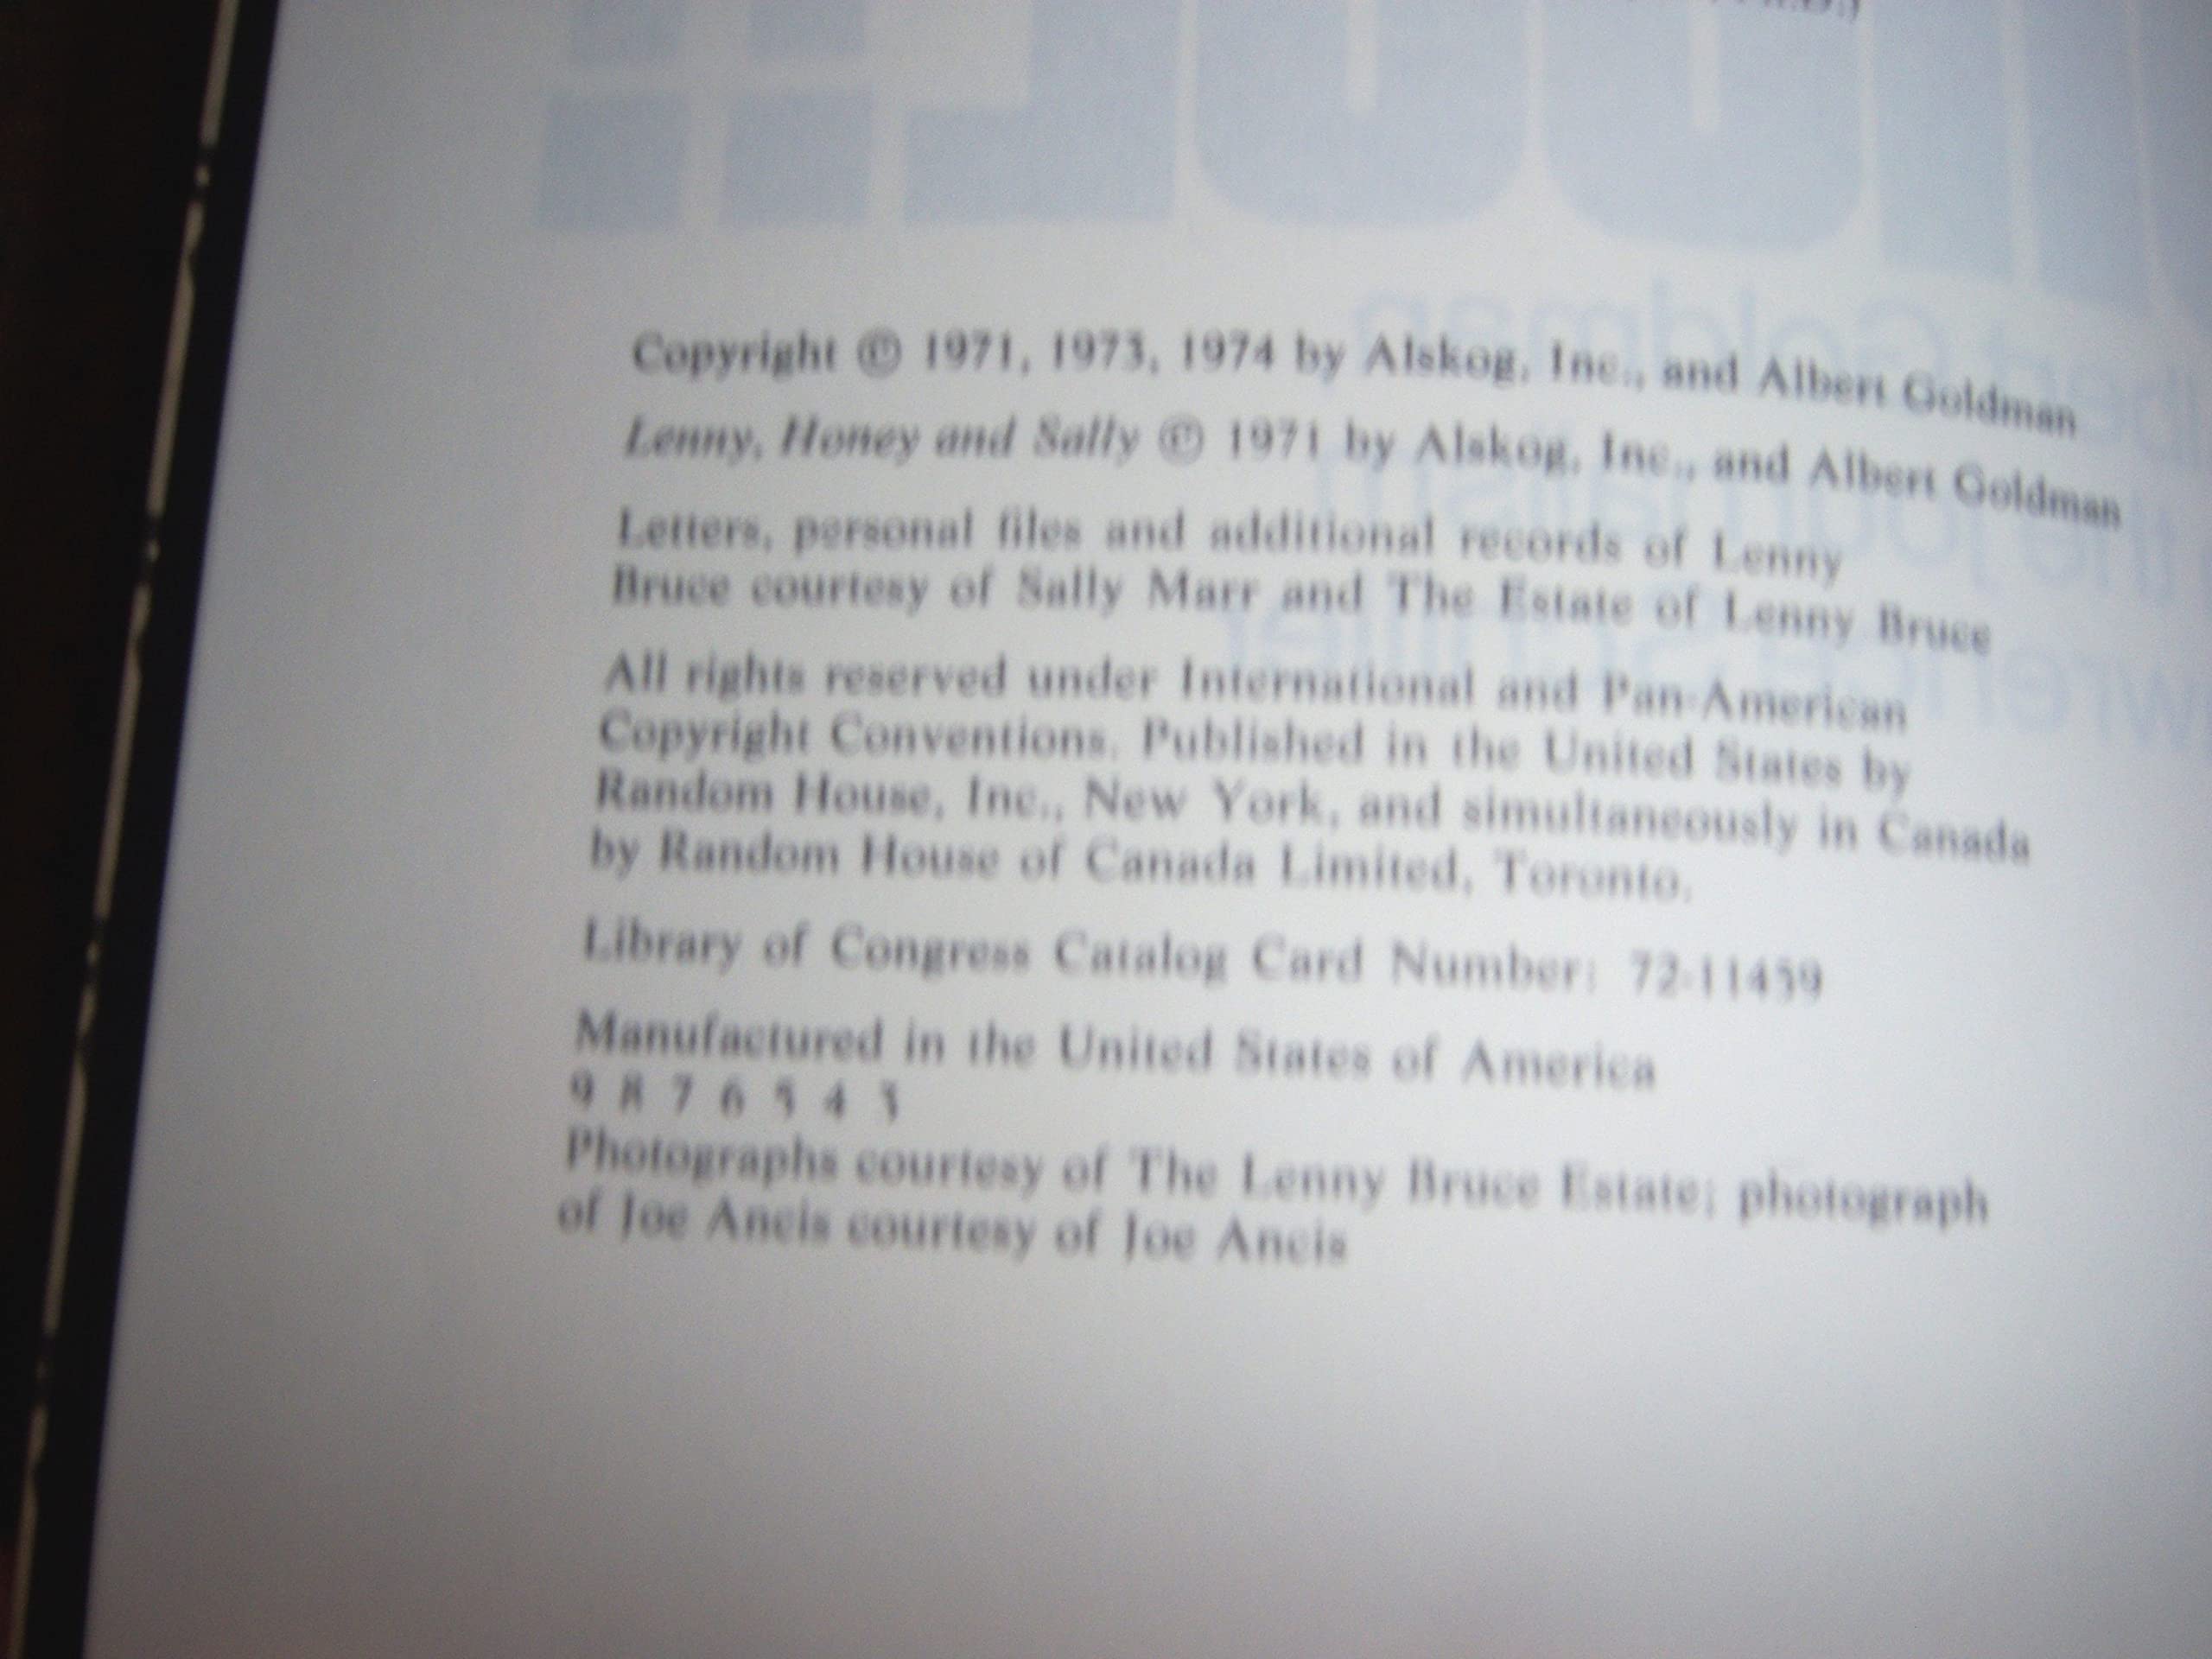 Copyright © 1971, 1973, 1974 by Alskog, Inc., and Albert Goldman
Lenny, Honey and Sally © 1971 by Alskog, Inc., and Albert Goldman
Letters, personal files and additional records of Lenny
Bruce courtesy of Sally Marr and The Estate of Lenny Bruce
All rights reserved under International and Pan-American
Copyright Conventions. Published in the United States by
Random House, Inc., New York, and simultaneously in Canada
by Random House of Canada Limited, Toronto.
Library of Congress Catalog Card Number:
Manufactured in the United States of America
9 8 7 6 5 4 3
Photographs courtesy of The Lenny Bruce Estate; photograph
of Joe Ancis courtesy of Joe Ancis